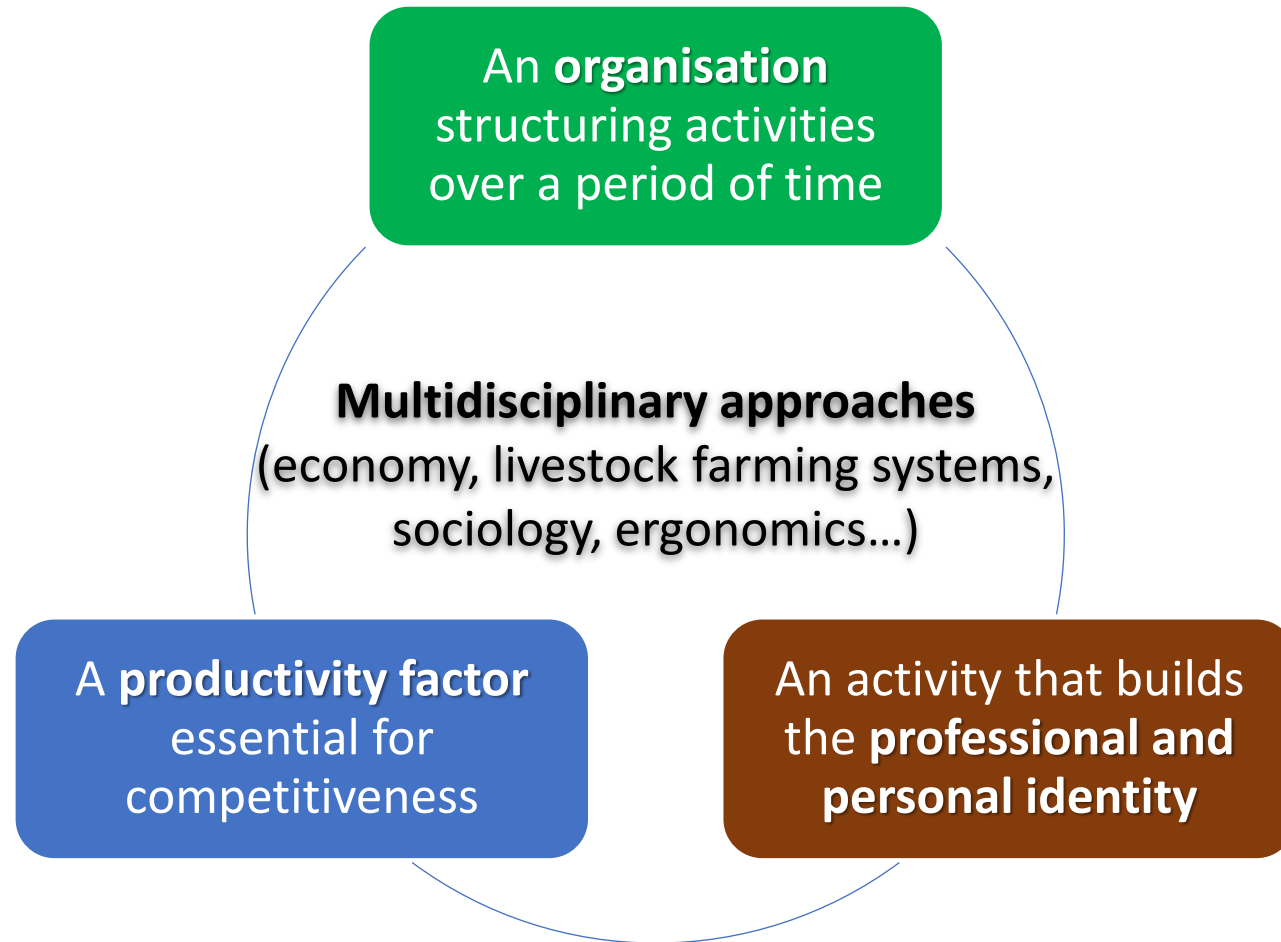 An organisation
structuring activities
over a period of time
Multidisciplinary approaches
(economy, livestock farming systems,
sociology, ergonomics…)
A productivity factor
essential for
competitiveness
An activity that builds
the professional and
personal identity